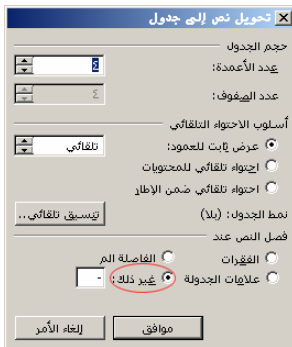 تحويل نص إلى جدول
حجم الجدول
عدد الأعمدة: ٤
عدد الصفوف: ٤
أسلوب الاحتواء التلقائي
عرض ثابت للعمود: تلقائي
احتواء تلقائي للمحتويات
احتواء تلقائي ضمن الإطار
نمط الجدول: (بلا) تنسيق تلقائي..
فصل النص عند
الفقرات الفاصلة الم
علامات الجدولة غير ذلك: -
موافق إلغاء الأمر